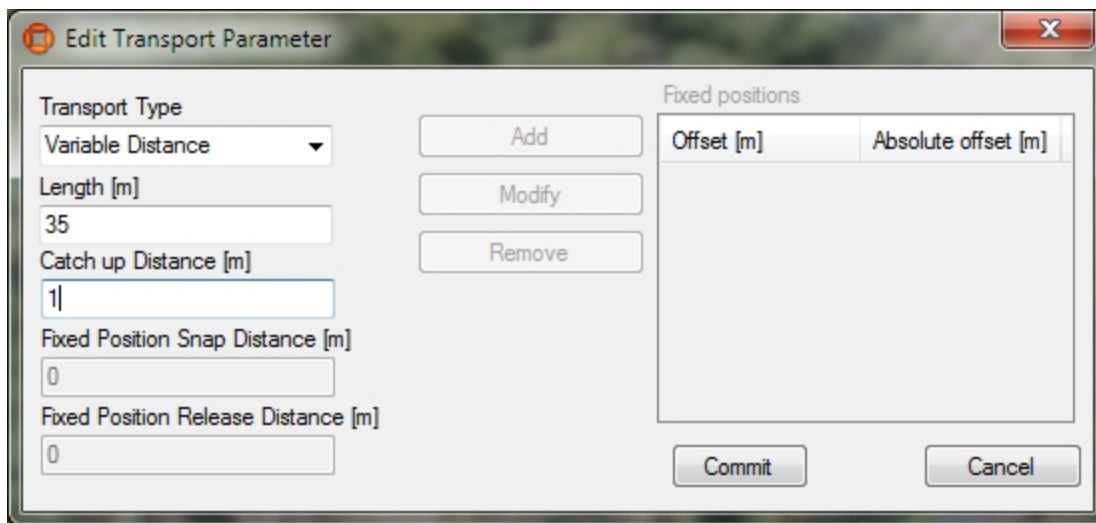 Edit Transport Parameter
X
Transport Type
Variable Distance
Length [m]
35
Catch up Distance [m]
1
Fixed Position Snap Distance [m]
0
Fixed Position Release Distance [m]
0
Add
Modify
Remove
Fixed positions
Offset [m] Absolute offset [m]
Commit Cancel